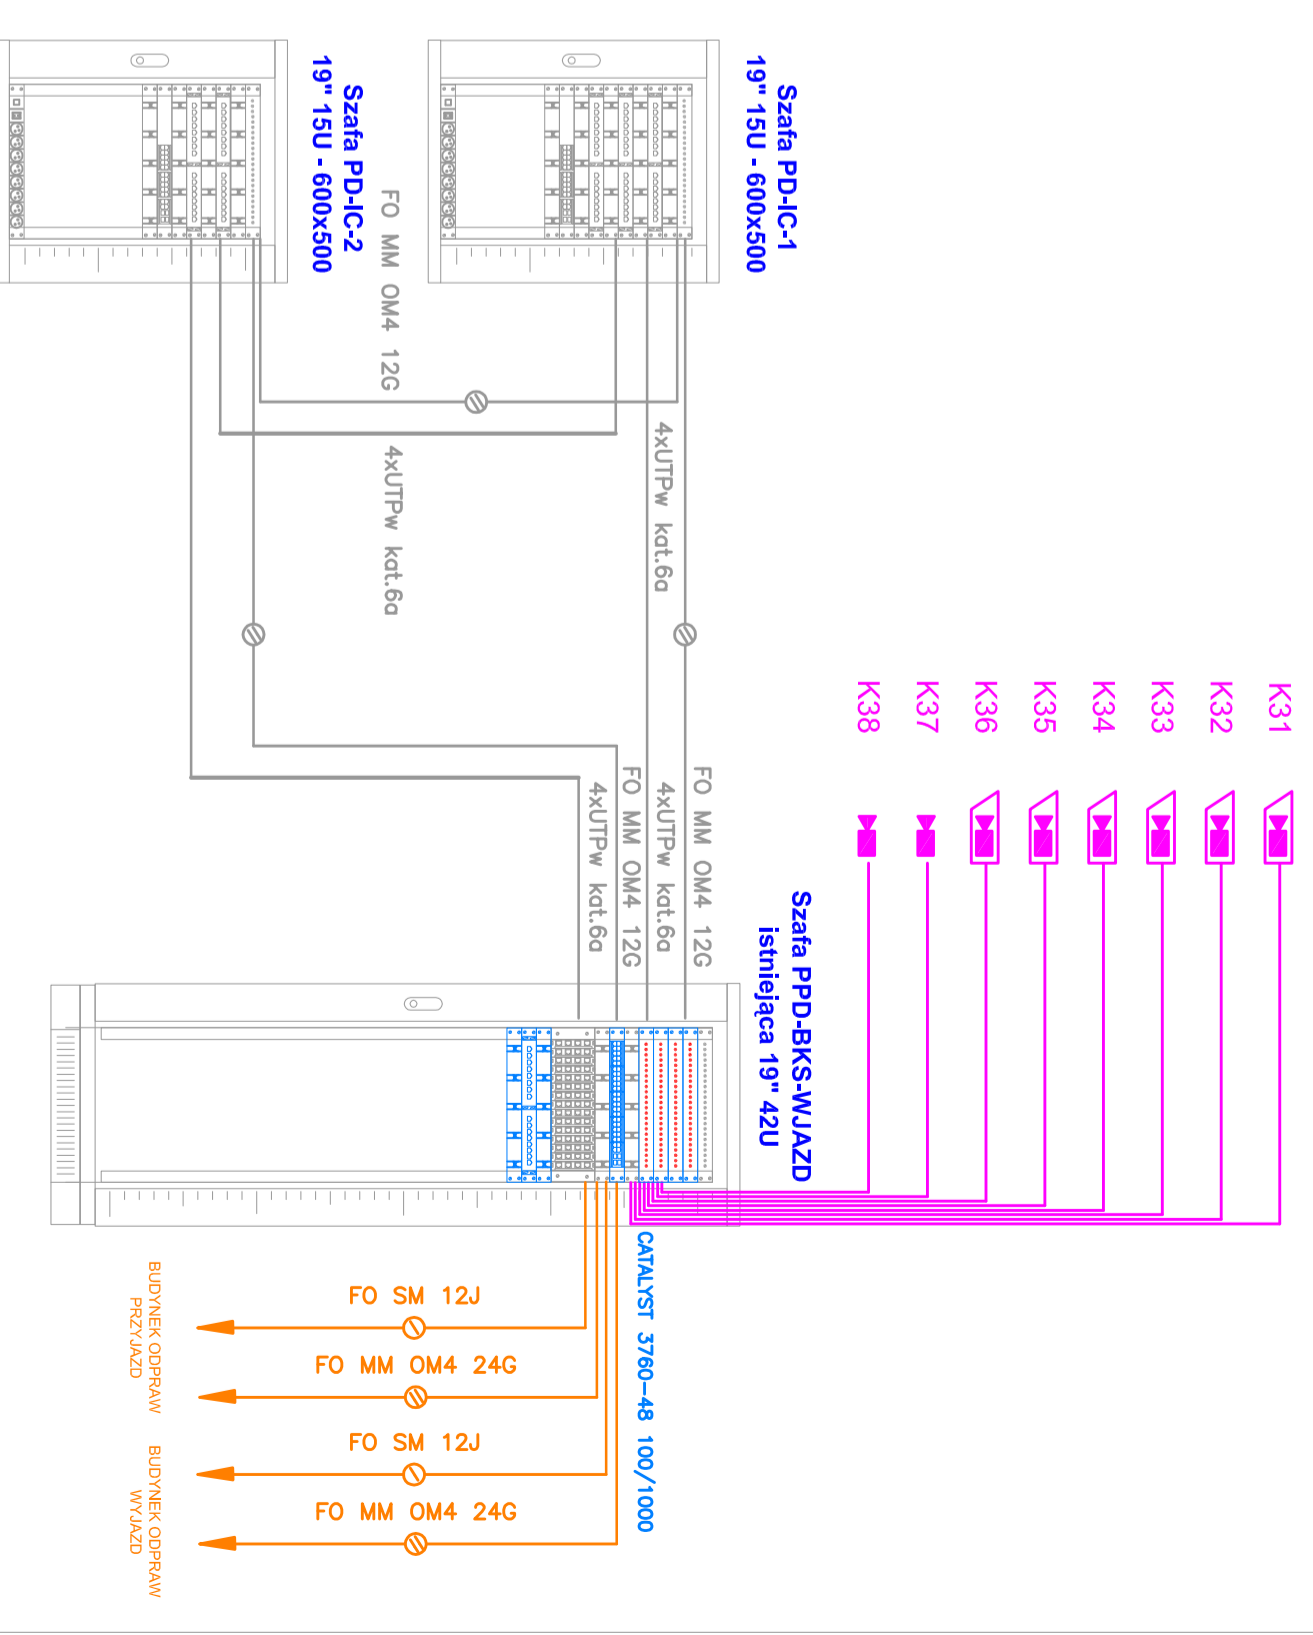 Szafa PD-IC-1
19" 15U - 600x500
Szafa PD-IC-2
19" 15U - 600x500
FO MM OM4 12G
4xUTPw kat.6a
4xUTPw kat.6a
K31
K32
K33
K34
K35
K36
K37
K38
FO MM OM4 12G
4xUTPw kat.6a
FO MM OM4 12G
4xUTPw kat.6a
Szafa PPD-BKS-WJAZD
istniejąca 19" 42U
CATALYST 3760-48 100/1000
FO SM 12J
FO MM OM4 24G
BUDYNEK ODPRAW
PRZYJAZD
FO SM 12J
FO MM OM4 24G
BUDYNEK ODPRAW
WYJAZD